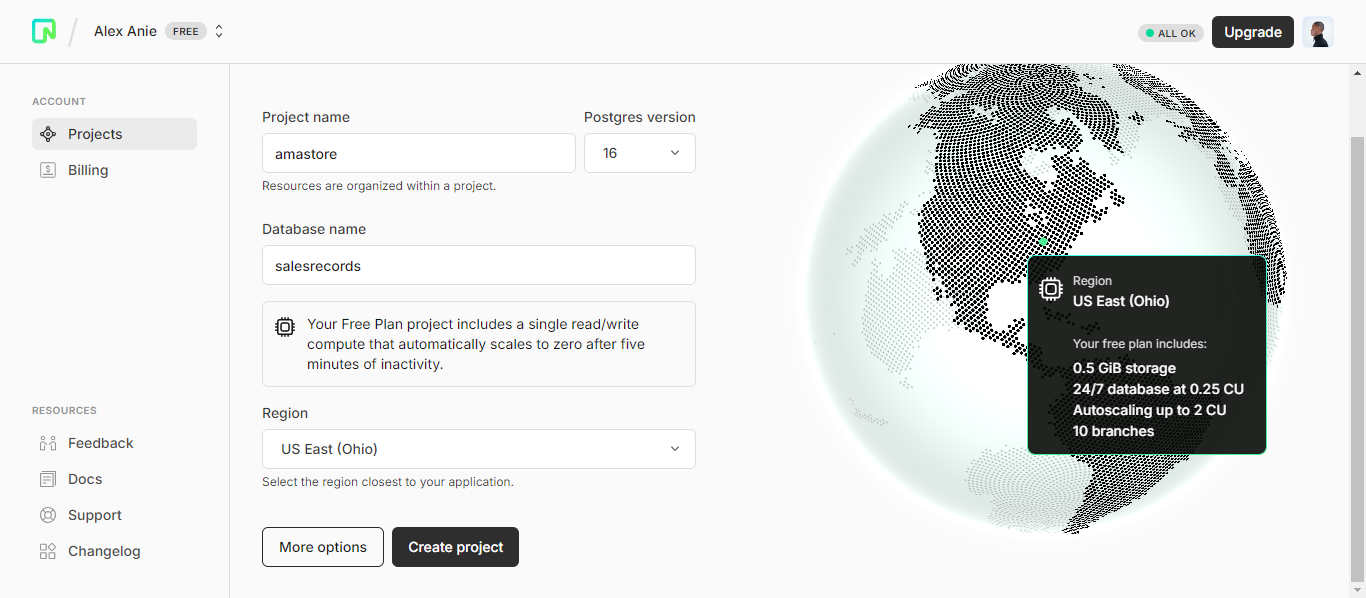 Alex Anie FREE
ALL OK
Upgrade
ACCOUNT
Projects
Billing
RESOURCES
Feedback
Docs
Support
Changelog
Project name
amastore
Resources are organized within a project.
Postgres version
16
Database name
salesrecords
Your Free Plan project includes a single read/write
compute that automatically scales to zero after five
minutes of inactivity.
Region
US East (Ohio)
Select the region closest to your application.
More options
Create project
Region
US East (Ohio)
Your free plan includes:
0.5 GiB storage
24/7 database at 0.25 CU
Autoscaling up to 2 CU
10 branches